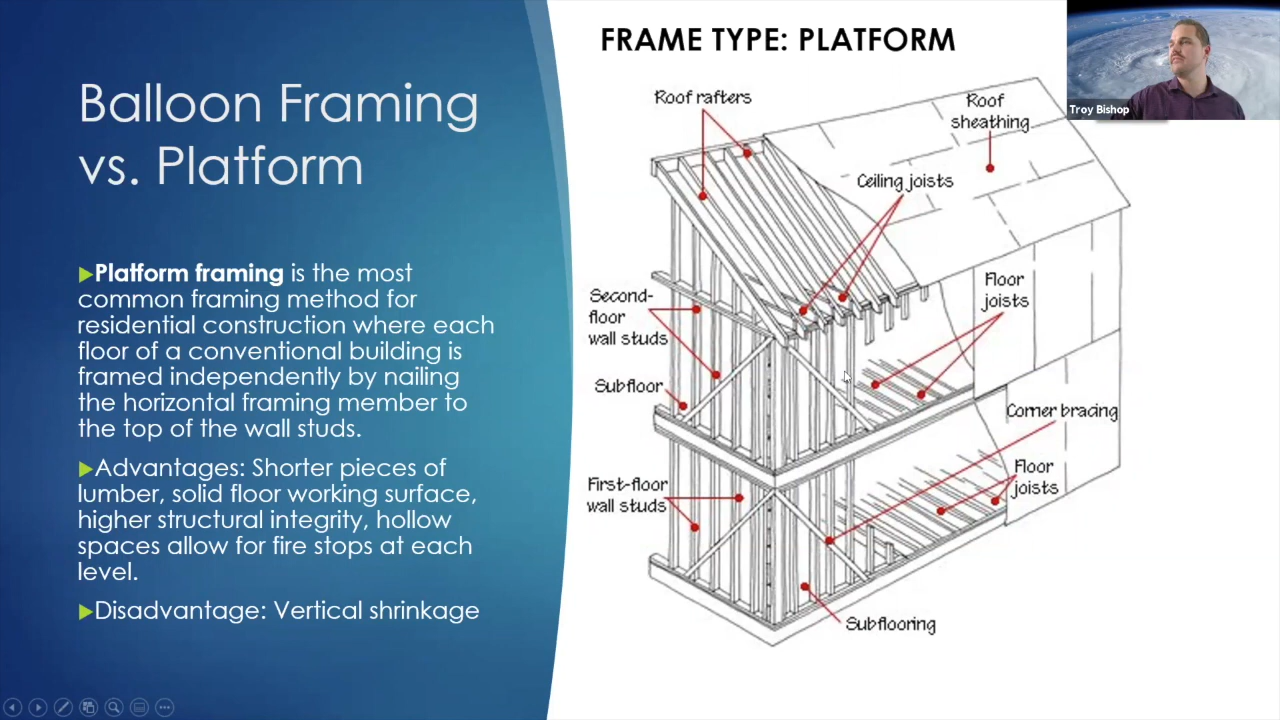 Balloon Framing
vs. Platform
▶Platform framing is the most
common framing method for
residential construction where each
floor of a conventional building is
framed independently by nailing
the horizontal framing member to
the top of the wall studs.
▶Advantages: Shorter pieces of
lumber, solid floor working surface,
higher structural integrity, hollow
spaces allow for fire stops at each
level.
▶Disadvantage: Vertical shrinkage
FRAME TYPE: PLATFORM
Roof rafters
Roof
sheathing
Ceiling joists
Floor
joists
Second-
floor
wall studs
Subfloor
Corner bracing
First-floor
wall studs
Floor
joists
Subflooring
Troy Bishop